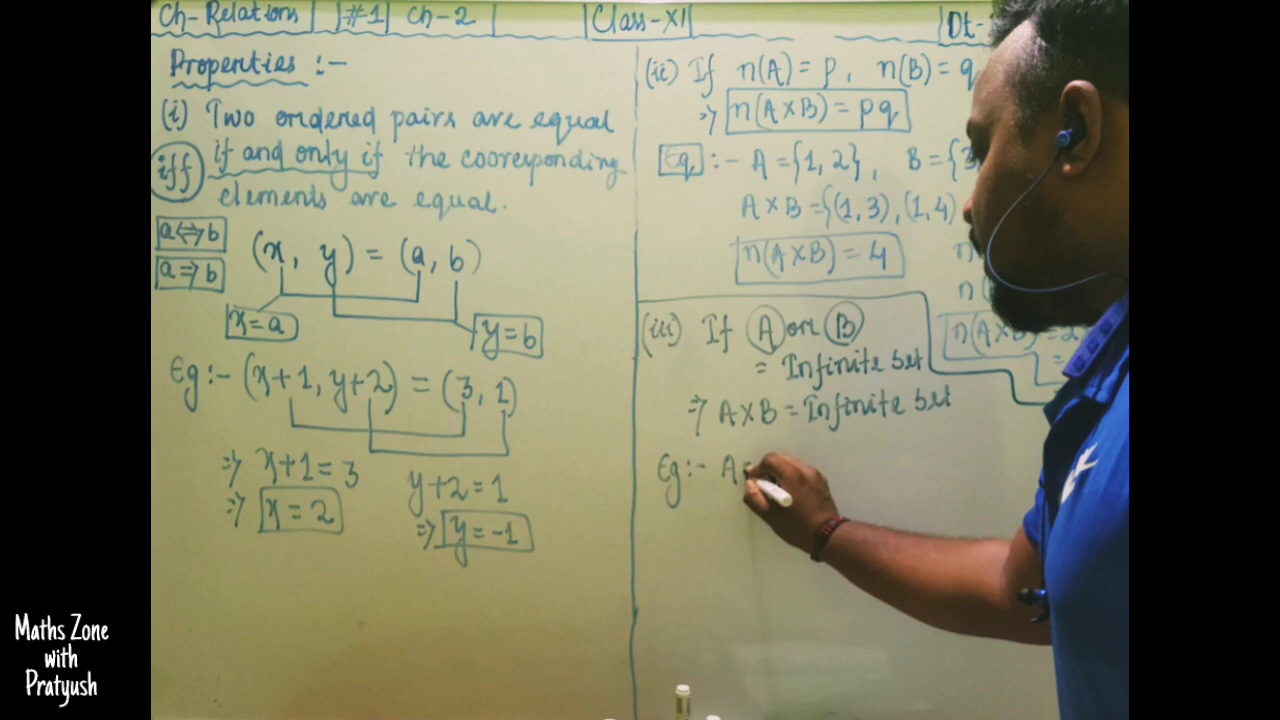 Ch-Relations | #1 | Ch-2 | Class-XI | Dt-
Properties :-
(i) Two ordered pairs are equal
iff if and only if the cooresponding
elements are equal.
a⇔b
a⇒b
(x, y) = (a, b)
x=a
y=b
Eg:- (x+1, y+2) = (3, 1)
⇒ x+1=3
y+2=1
⇒ x=2
⇒ y=-1
(ii) If n(A)=p, n(B)=q
⇒ n(A×B)=pq
Eg :- A={1,2}, B={3
A×B={(1,3),(1,4)
n(A×B)=4
n
n
n(A×B)=2
=
(iii) If A or B
= Infinite set
⇒ A×B = Infinite set
Eg:- A=
Maths Zone
with
Pratyush